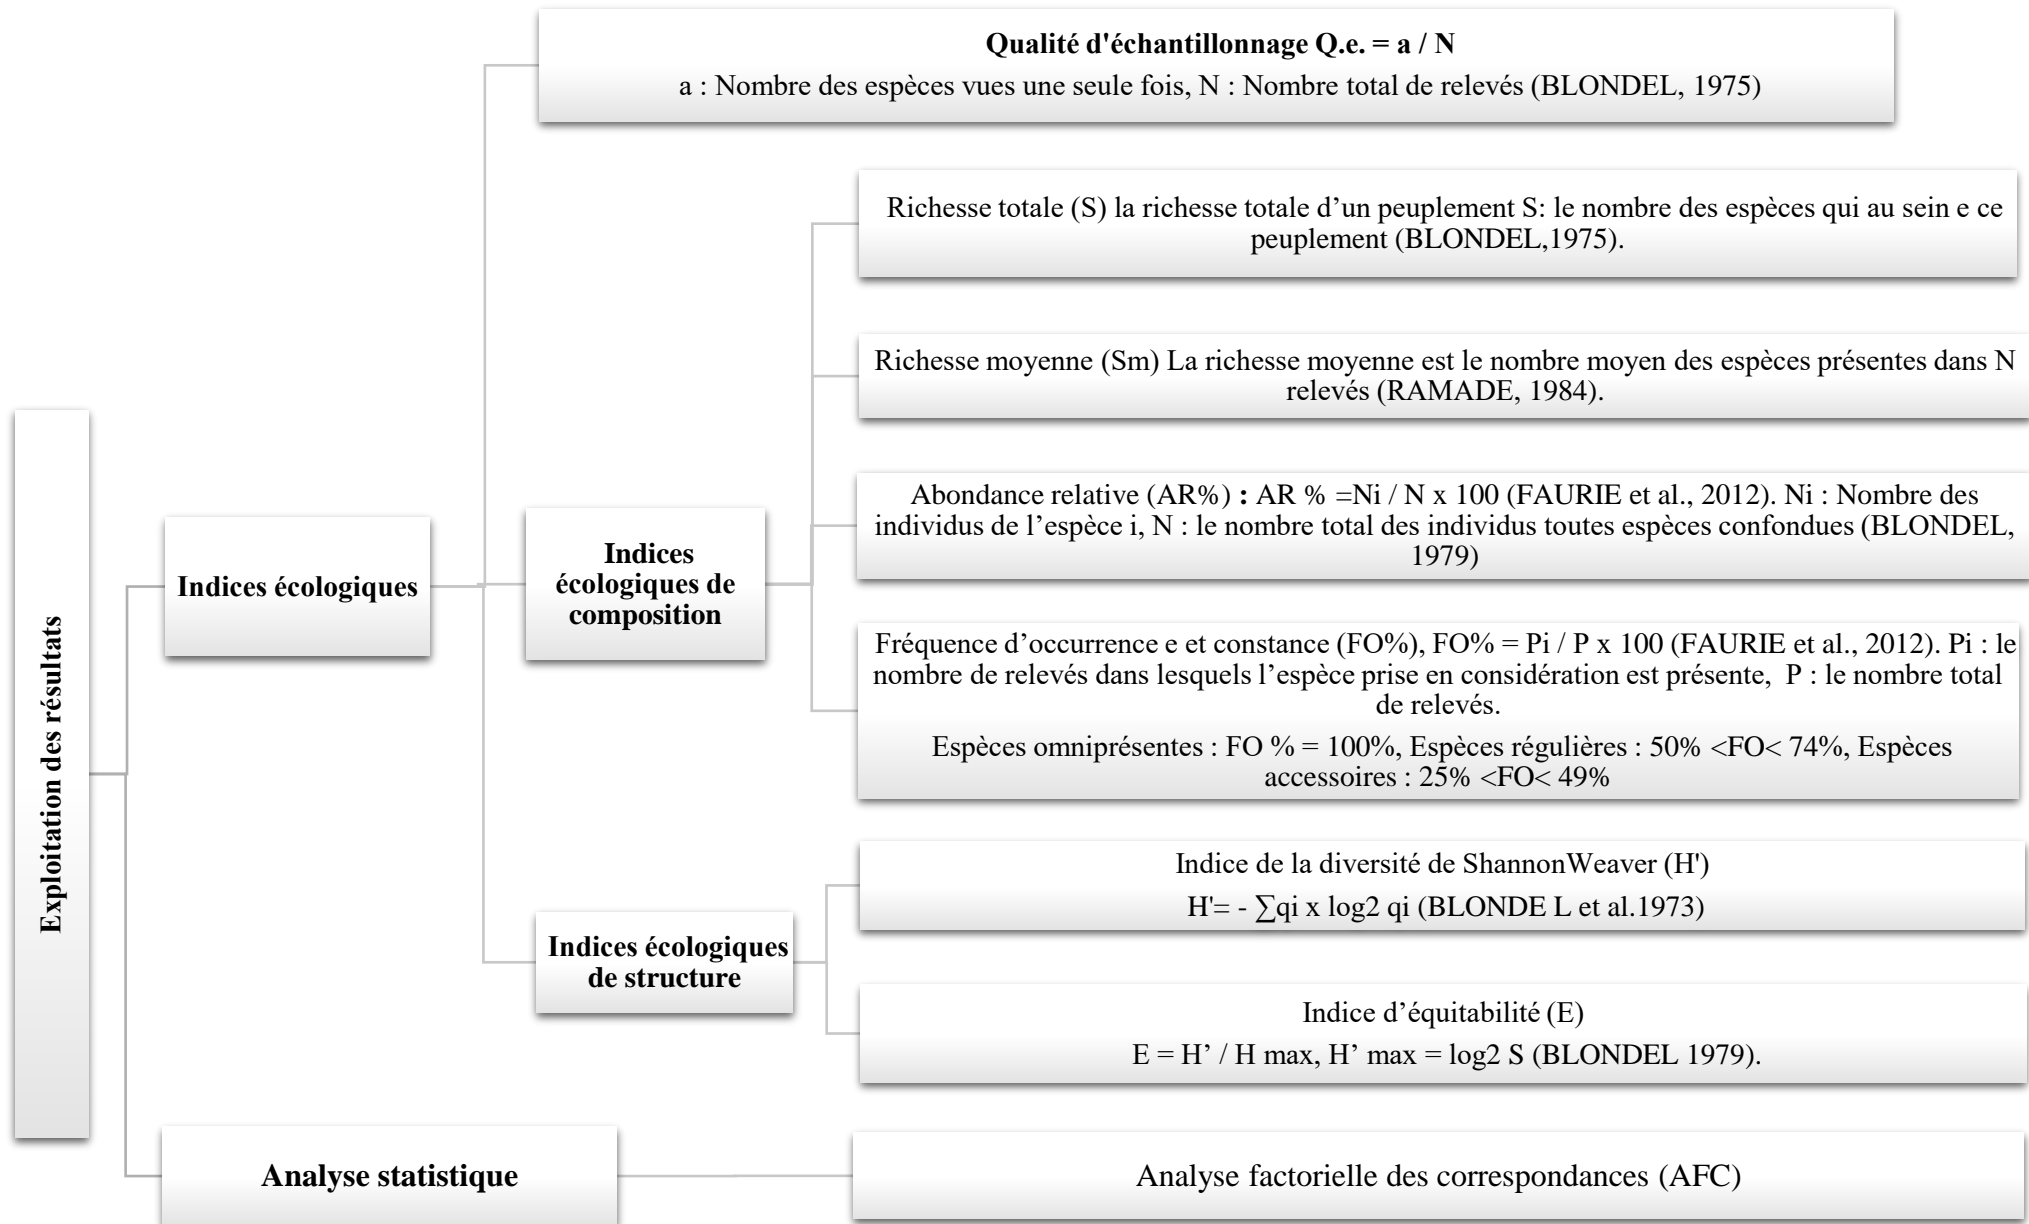 Exploitation des résultats
Indices écologiques
Qualité d'échantillonnage Q.e. = a / N
a : Nombre des espèces vues une seule fois, N : Nombre total de relevés (BLONDEL, 1975)
Indices
écologiques de
composition
Richesse totale (S) la richesse totale d’un peuplement S: le nombre des espèces qui au sein e ce
peuplement (BLONDEL,1975).
Richesse moyenne (Sm) La richesse moyenne est le nombre moyen des espèces présentes dans N
relevés (RAMADE, 1984).
Abondance relative (AR%) : AR % =Ni / N x 100 (FAURIE et al., 2012). Ni : Nombre des
individus de l’espèce i, N : le nombre total des individus toutes espèces confondues (BLONDEL,
1979)
Fréquence d’occurrence e et constance (FO%), FO% = Pi / P x 100 (FAURIE et al., 2012). Pi : le
nombre de relevés dans lesquels l’espèce prise en considération est présente, P : le nombre total
de relevés.
Espèces omniprésentes : FO % = 100%, Espèces régulières : 50% <FO< 74%, Espèces
accessoires : 25% <FO< 49%
Indices écologiques
de structure
Indice de la diversité de ShannonWeaver (H')
H'= - ∑qi x log2 qi (BLONDE L et al.1973)
Indice d’équitabilité (E)
E = H’ / H max, H’ max = log2 S (BLONDEL 1979).
Analyse statistique
Analyse factorielle des correspondances (AFC)